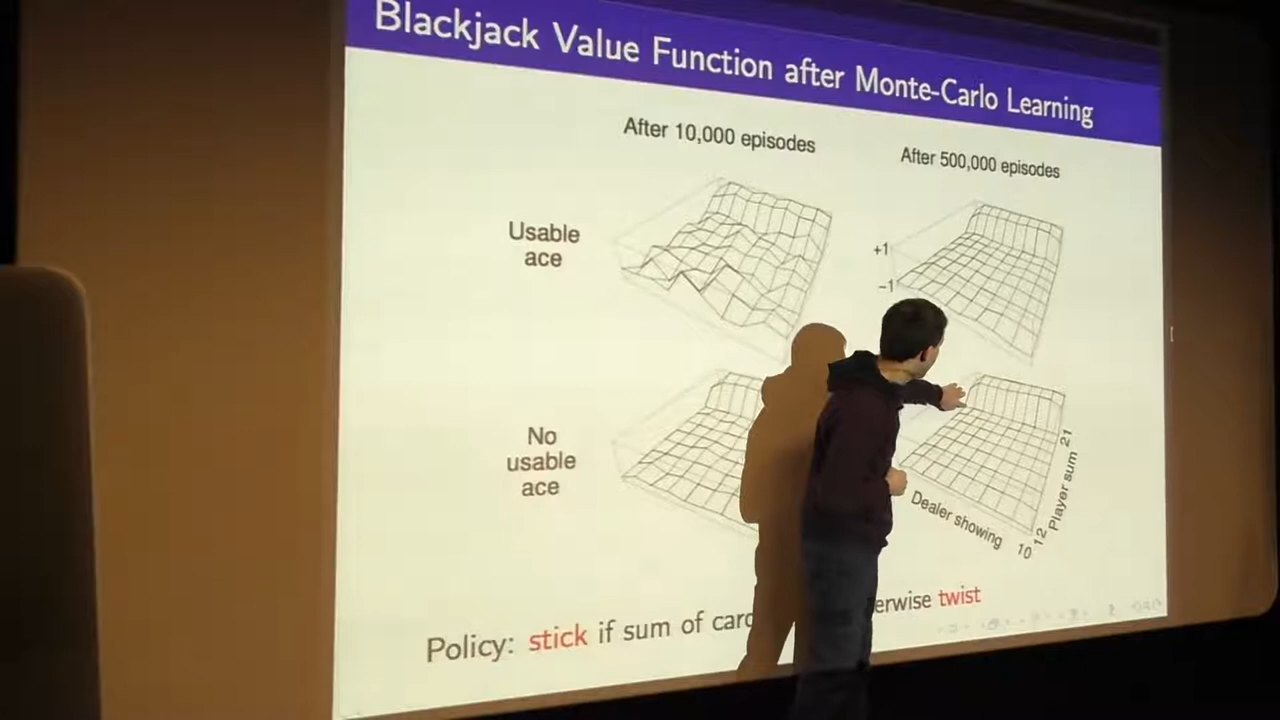 Blackjack Value Function after Monte-Carlo Learning
After 10,000 episodes
After 500,000 episodes
Usable
ace
+1
−1
No
usable
ace
Dealer showing
10
12
Player sum
21
Policy: stick if sum of card erwise twist